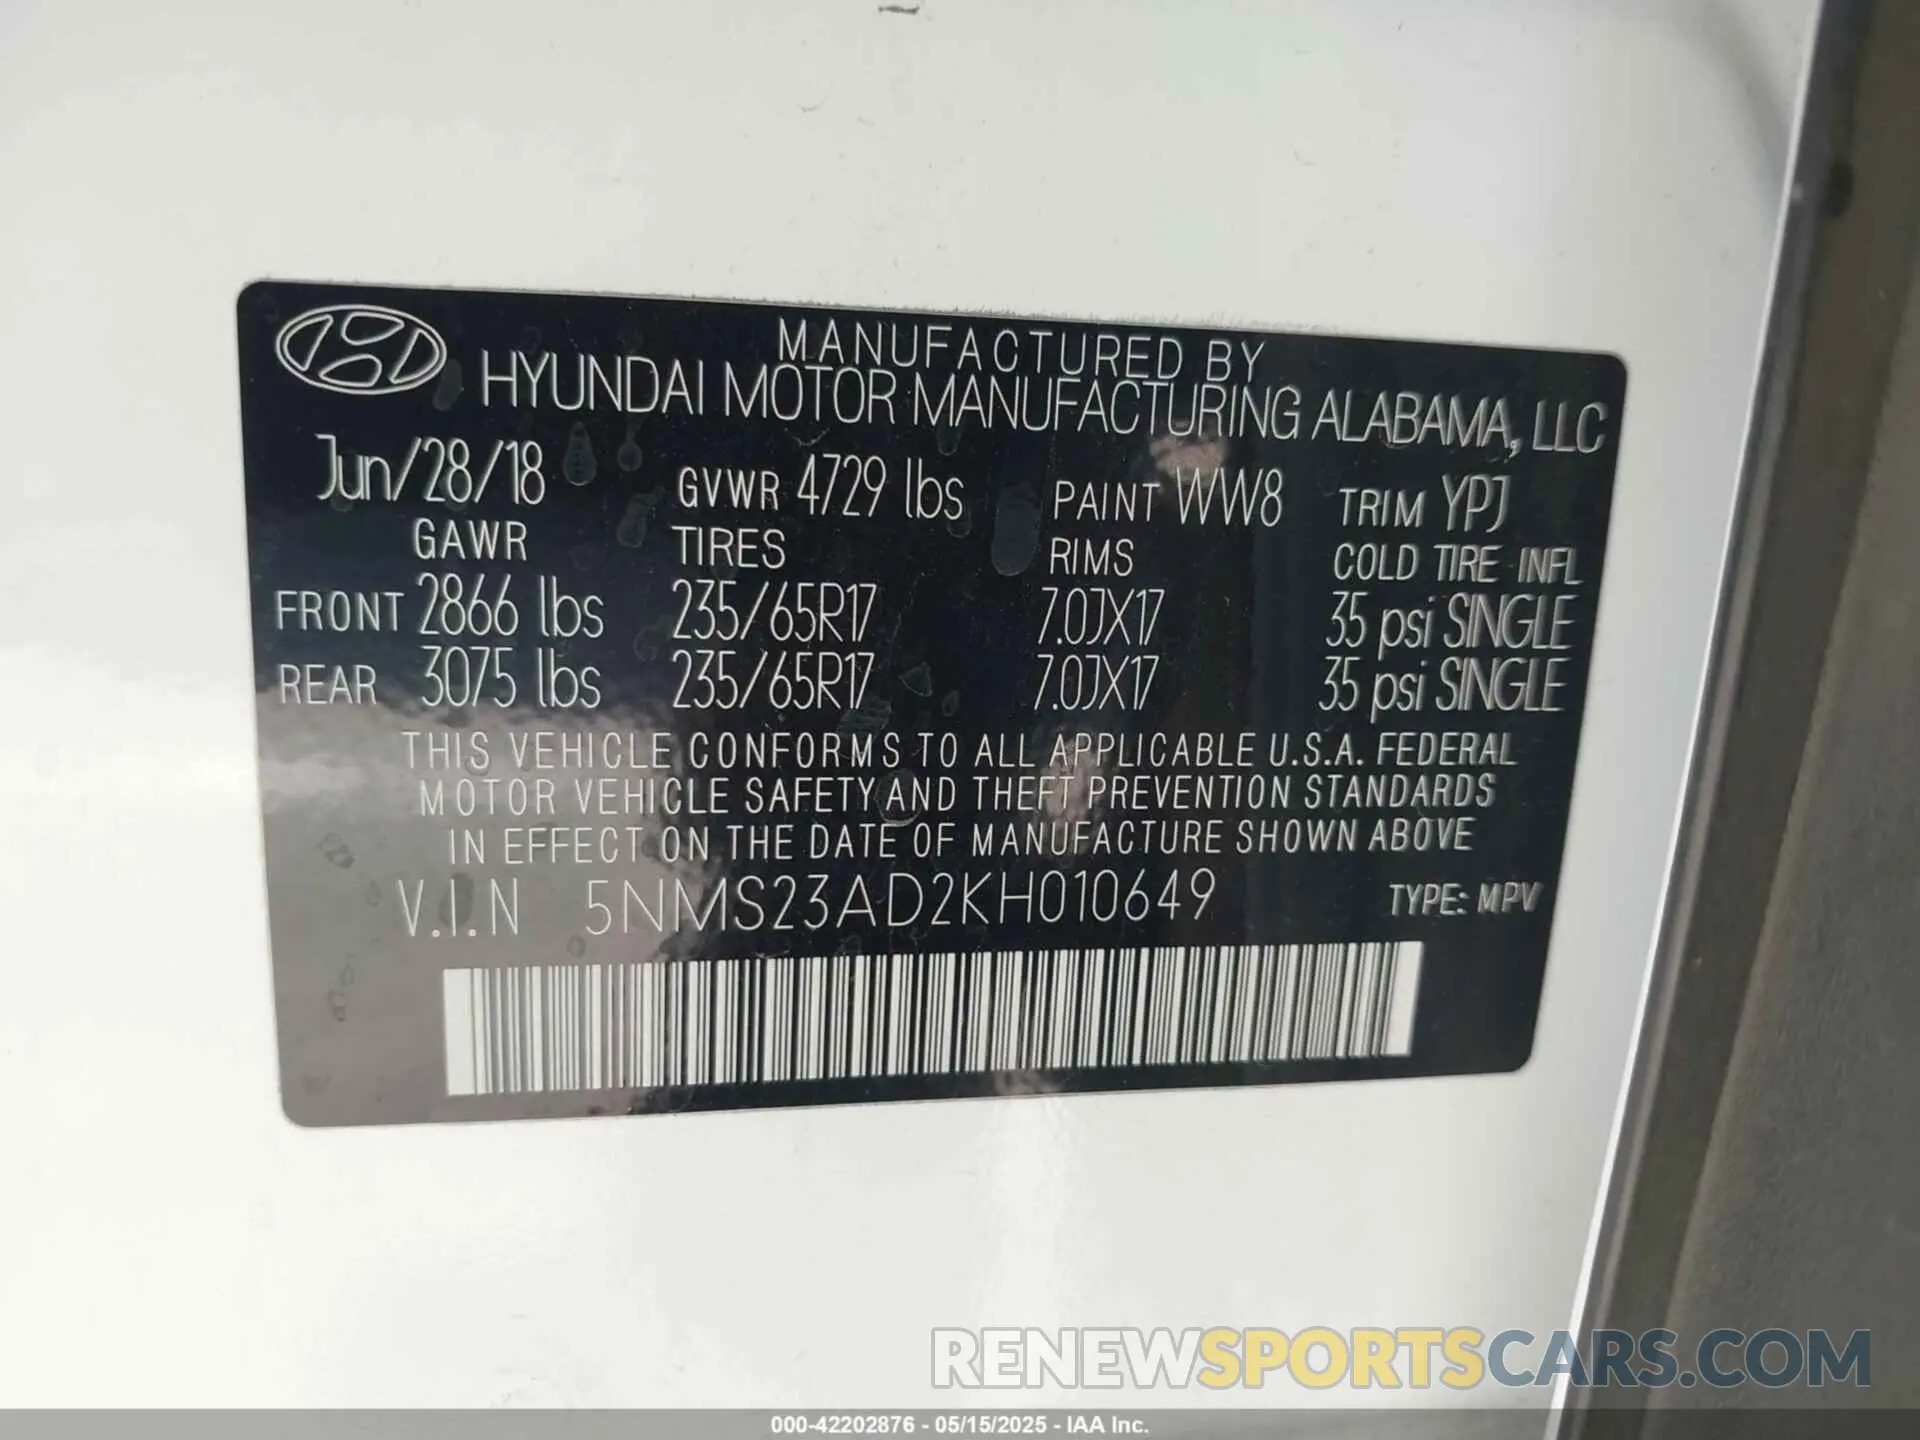 MANUFACTURED BY
HYUNDAI MOTOR MANUFACTURING ALABAMA, LLC
Jun/28/18 GVWR 4729 lbs PAINT WW8 TRIM YPJ
GAWR TIRES RIMS COLD TIRE INFL
FRONT 2866 lbs 235/65R17 7.0JX17 35 psi SINGLE
REAR 3075 lbs 235/65R17 7.0JX17 35 psi SINGLE
THIS VEHICLE CONFORMS TO ALL APPLICABLE U.S.A. FEDERAL
MOTOR VEHICLE SAFETY AND THEFT PREVENTION STANDARDS
IN EFFECT ON THE DATE OF MANUFACTURE SHOWN ABOVE
V.I.N 5NMS23AD2KH010649 TYPE: MPV
RENEWSPORTSCARS.COM
000-42202876 - 05/15/2025 - IAA Inc.